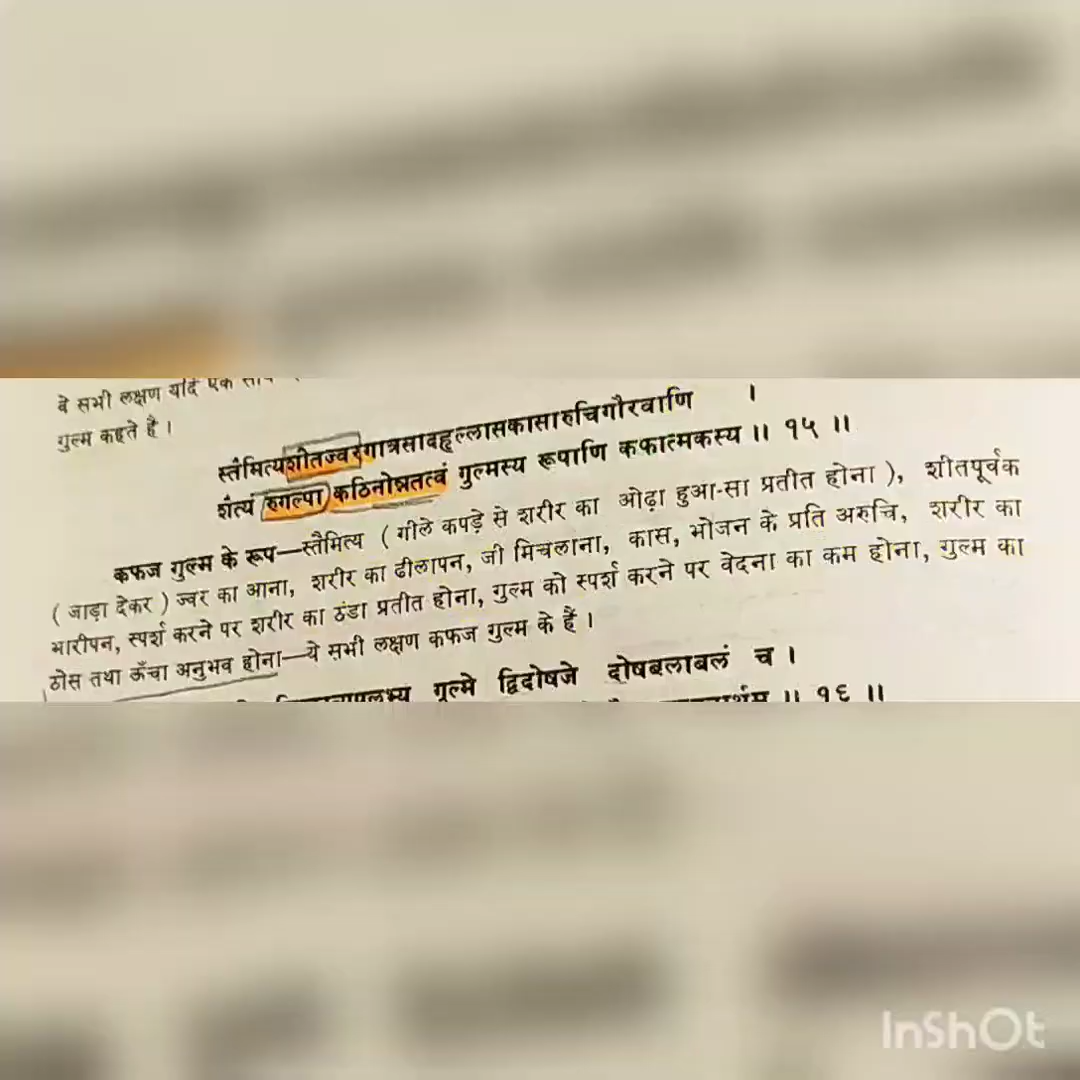 वे सभी लक्षण यदि एक
गुल्म कहते हैं ।
स्तैमित्यशीतज्वरगात्रसादहृल्लासकासारुचिगौरवाणि ।
शैत्यं रुगल्पा कठिनोन्नतत्वं गुल्मस्य रूपाणि कफात्मकस्य ॥ १५ ॥
कफज गुल्म के रूप—स्तैमित्य ( गीले कपड़े से शरीर का ओढ़ा हुआ-सा प्रतीत होना ), शीतपूर्वक
( जाड़ा देकर ) ज्वर का आना, शरीर का ढीलापन, जी मिचलाना, कास, भोजन के प्रति अरुचि, शरीर का
भारीपन, स्पर्श करने पर शरीर का ठंडा प्रतीत होना, गुल्म को स्पर्श करने पर वेदना का कम होना, गुल्म का
ठोस तथा ऊँचा अनुभव होना—ये सभी लक्षण कफज गुल्म के हैं ।
गुल्मे द्विदोषजे दोषबलाबलं च ।
॥ १६ ॥
InShOt